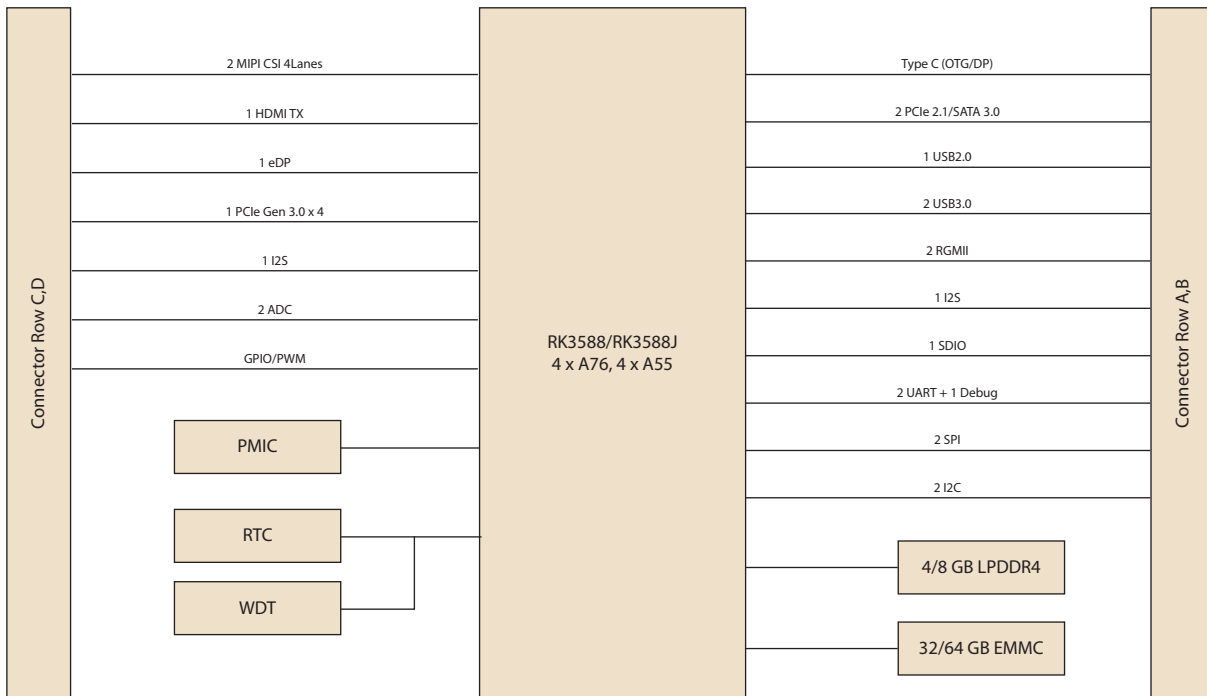 Connector Row C,D
2 MIPI CSI 4Lanes
1 HDMI TX
1 eDP
1 PCIe Gen 3.0 x 4
1 I2S
2 ADC
GPIO/PWM
PMIC
RTC
WDT
RK3588/RK3588J
4 x A76, 4 x A55
Type C (OTG/DP)
2 PCIe 2.1/SATA 3.0
1 USB2.0
2 USB3.0
2 RGMII
1 I2S
1 SDIO
2 UART + 1 Debug
2 SPI
2 I2C
4/8 GB LPDDR4
32/64 GB EMMC
Connector Row A,B